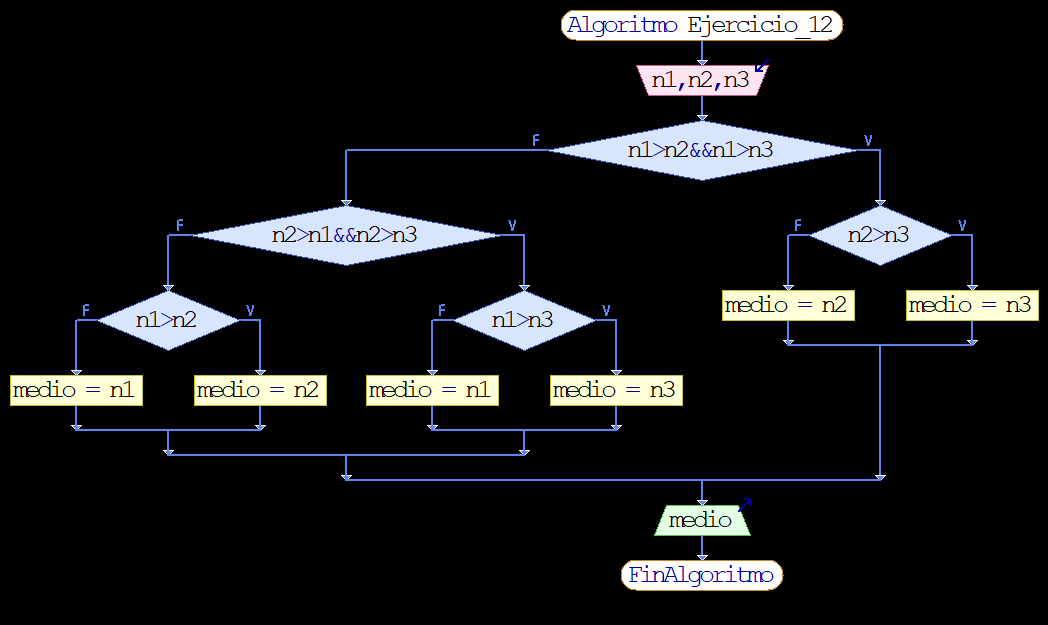 Algoritmo Ejercicio_12
n1,n2,n3
F
n1>n2&&n1>n3
V
F
n2>n1&&n2>n3
V
F
n2>n3
V
medio = n2
medio = n3
F
n1>n2
V
F
n1>n3
V
medio = n1
medio = n2
medio = n1
medio = n3
medio
FinAlgoritmo